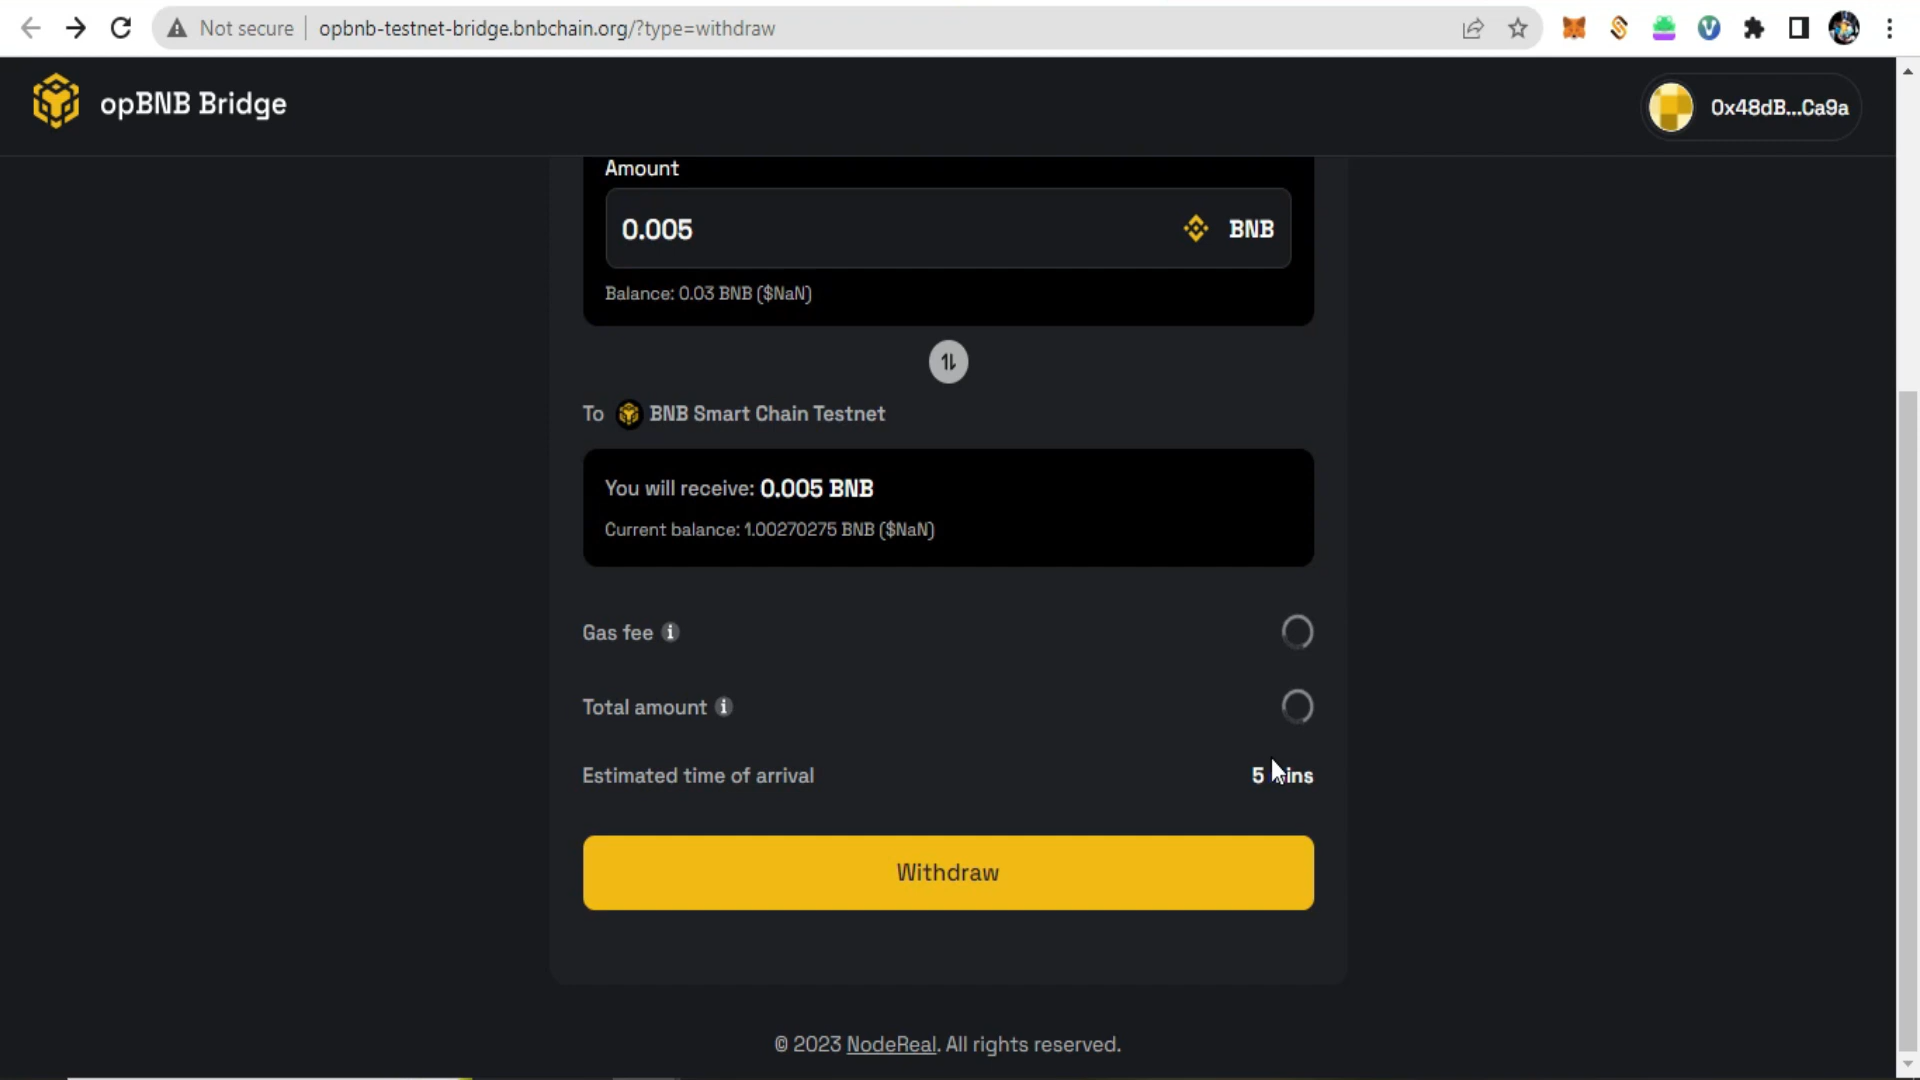 Not secure
opbnb-testnet-bridge.bnbchain.org/?type=withdraw
opBNB Bridge
0x48dB...Ca9a
Amount
0.005
BNB
Balance: 0.03 BNB ($NaN)
To BNB Smart Chain Testnet
You will receive: 0.005 BNB
Current balance: 1.00270275 BNB ($NaN)
Gas fee
Total amount
Estimated time of arrival
5 mins
Withdraw
© 2023 NodeReal. All rights reserved.